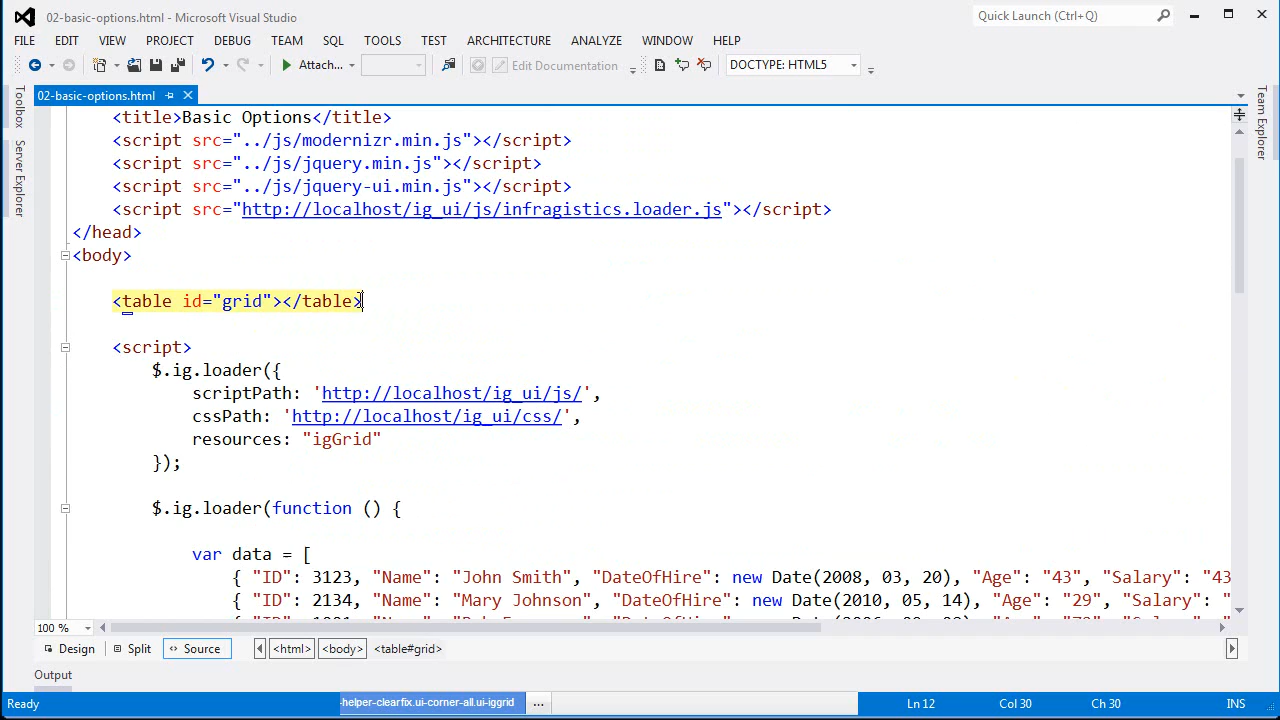 02-basic-options.html - Microsoft Visual Studio
Quick Launch (Ctrl+Q)
FILE EDIT VIEW PROJECT DEBUG TEAM SQL TOOLS TEST ARCHITECTURE ANALYZE WINDOW HELP
Attach... Edit Documentation DOCTYPE: HTML5
02-basic-options.html
Toolbox
Server Explorer
Team Explorer
<title>Basic Options</title>
<script src="../js/modernizr.min.js"></script>
<script src="../js/jquery.min.js"></script>
<script src="../js/jquery-ui.min.js"></script>
<script src="http://localhost/ig_ui/js/infragistics.loader.js"></script>
</head>
<body>
<table id="grid"></table>
<script>
$.ig.loader({
scriptPath: 'http://localhost/ig_ui/js/',
cssPath: 'http://localhost/ig_ui/css/',
resources: "igGrid"
});
$.ig.loader(function () {
var data = [
{ "ID": 3123, "Name": "John Smith", "DateOfHire": new Date(2008, 03, 20), "Age": "43", "Salary": "43
{ "ID": 2134, "Name": "Mary Johnson", "DateOfHire": new Date(2010, 05, 14), "Age": "29", "Salary": "
100 %
Design Split Source <html> <body> <table#grid>
Output
Ready -helper-clearfix.ui-corner-all.ui-iggrid ... Ln 12 Col 30 Ch 30 INS